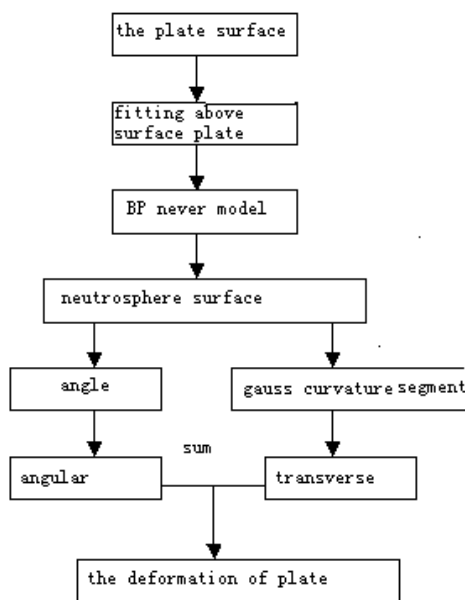 the plate surface
fitting above
surface plate
BP never model
neutrosphere surface
angle
gauss curvature segment
sum
angular
transverse
the deformation of plate